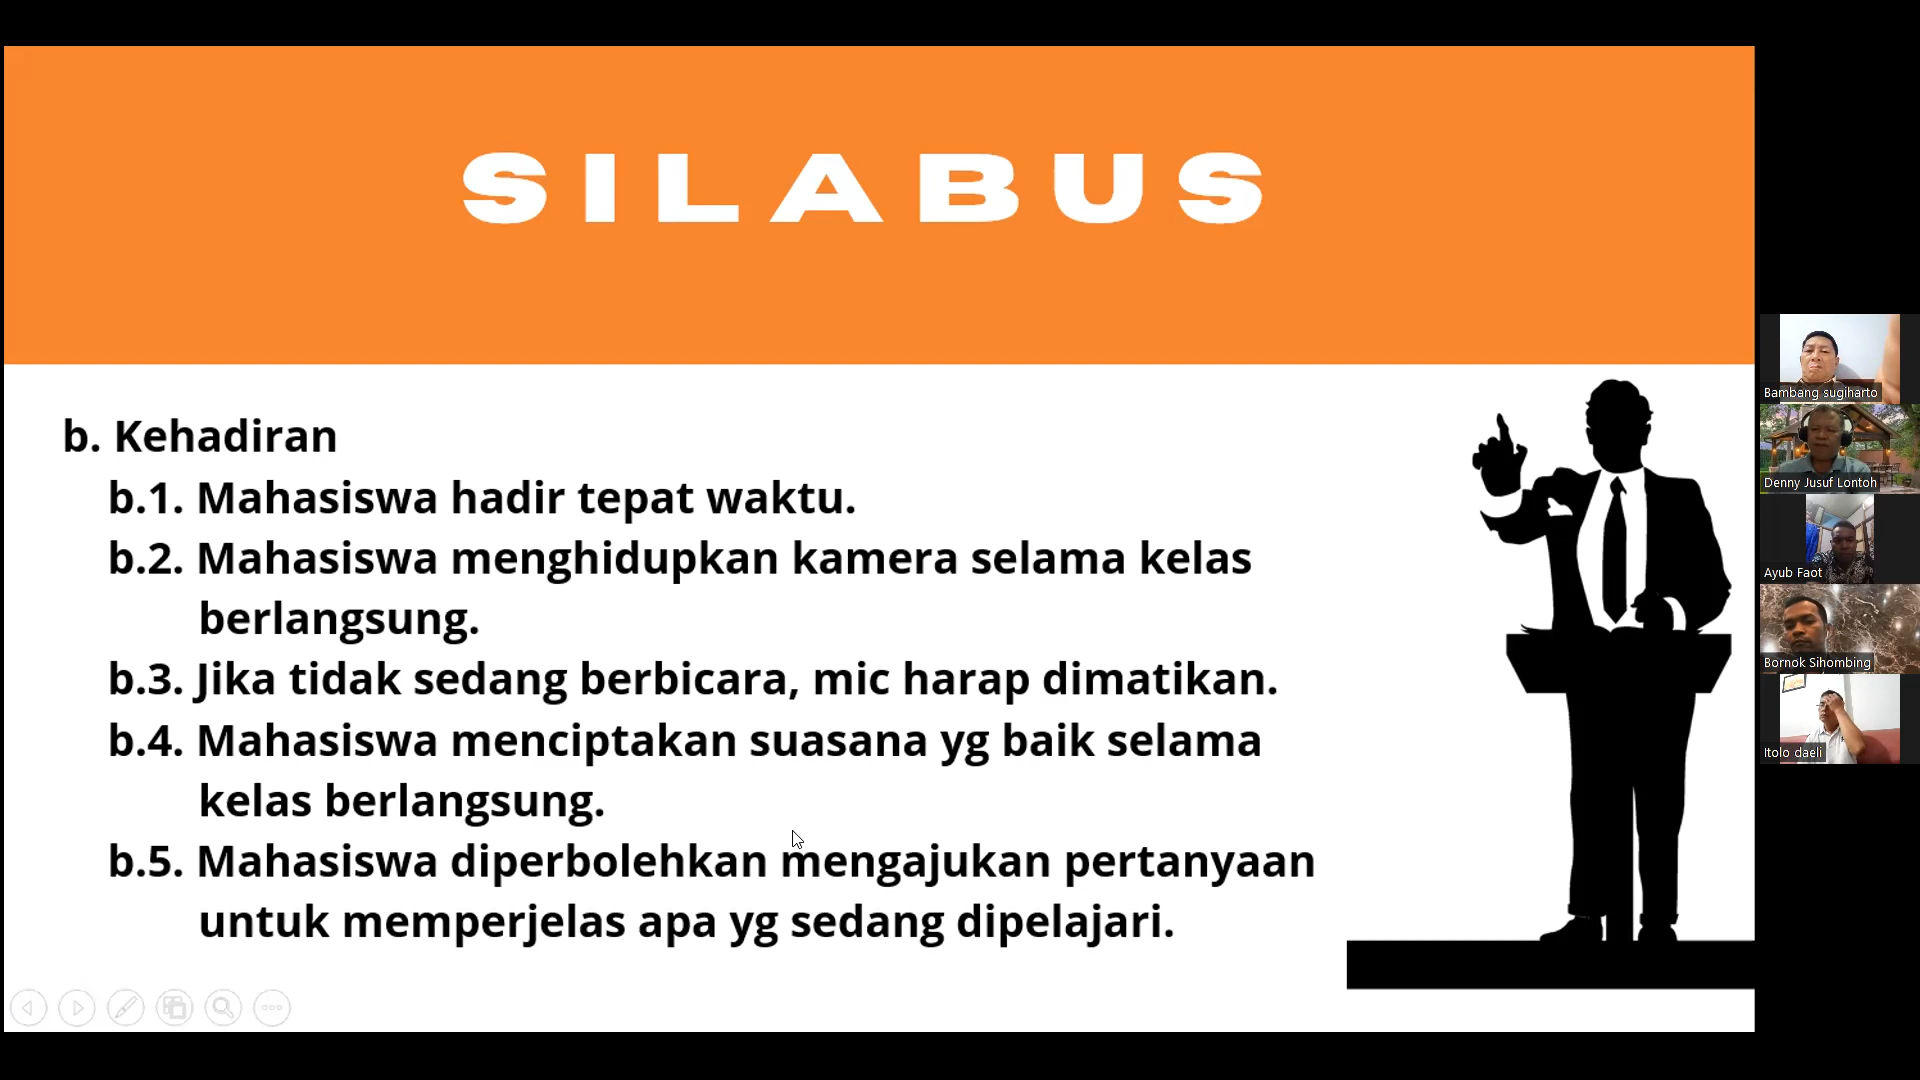 SILABUS
b. Kehadiran
b.1. Mahasiswa hadir tepat waktu.
b.2. Mahasiswa menghidupkan kamera selama kelas
berlangsung.
b.3. Jika tidak sedang berbicara, mic harap dimatikan.
b.4. Mahasiswa menciptakan suasana yg baik selama
kelas berlangsung.
b.5. Mahasiswa diperbolehkan mengajukan pertanyaan
untuk memperjelas apa yg sedang dipelajari.
Bambang sugiharto
Denny Jusuf Lontoh
Ayub Faot
Bornok Sihombing
Itolo daeli